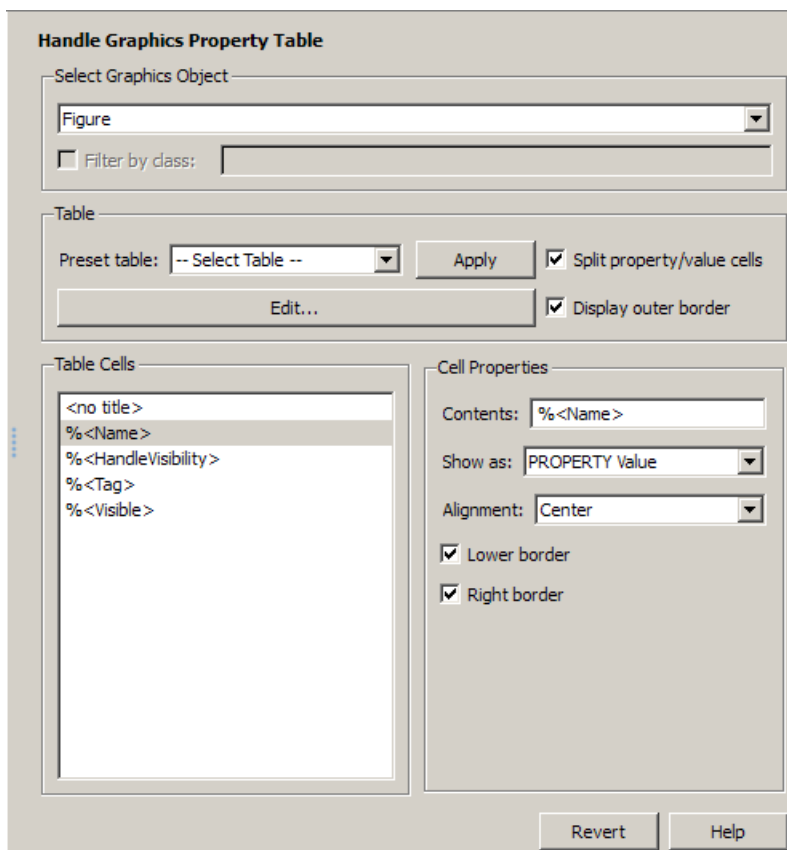 Handle Graphics Property Table
Select Graphics Object
Figure
Filter by class:
Table
Preset table: -- Select Table -- Apply Split property/value cells
Edit... Display outer border
Table Cells
<no title>
%<Name>
%<HandleVisibility>
%<Tag>
%<Visible>
Cell Properties
Contents: %<Name>
Show as: PROPERTY Value
Alignment: Center
Lower border
Right border
Revert Help